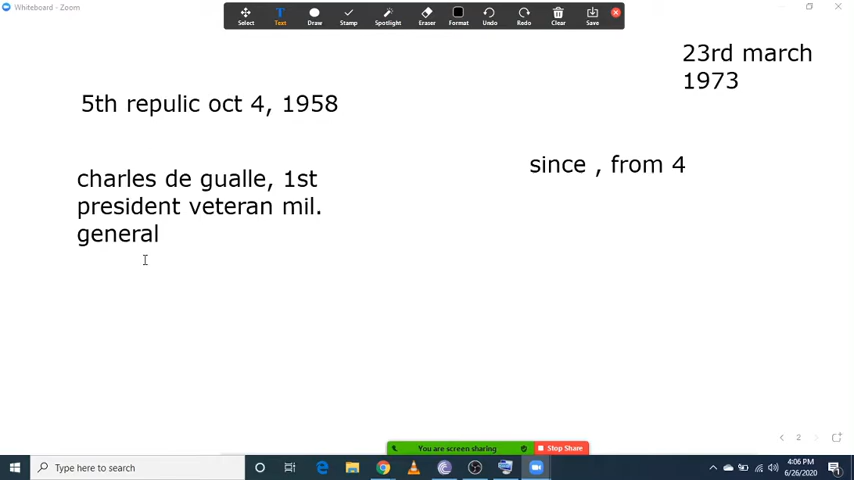 Whiteboard - Zoom
Select
Text
Draw
Stamp
Spotlight
Eraser
Format
Undo
Redo
Clear
Save
23rd march
1973
5th repulic oct 4, 1958
since , from 4
charles de gualle, 1st
president veteran mil.
general
2
You are screen sharing
Stop Share
Type here to search
4:06 PM
6/26/2020